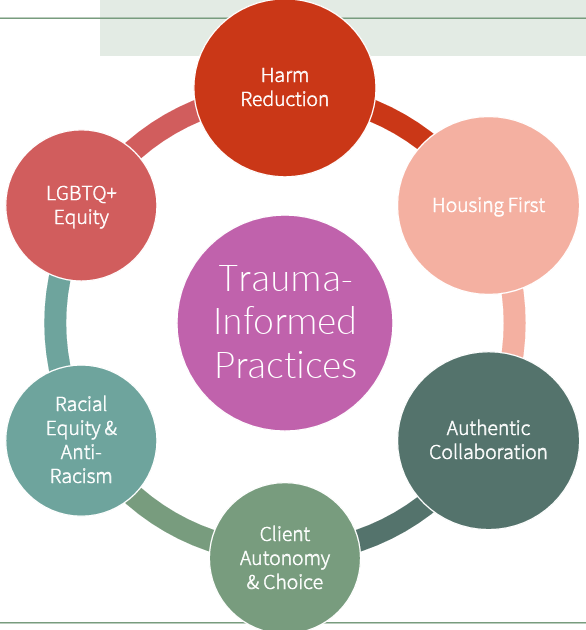 Harm
Reduction
Housing First
Authentic
Collaboration
Client
Autonomy
& Choice
Racial
Equity &
Anti-
Racism
LGBTQ+
Equity
Trauma-
Informed
Practices